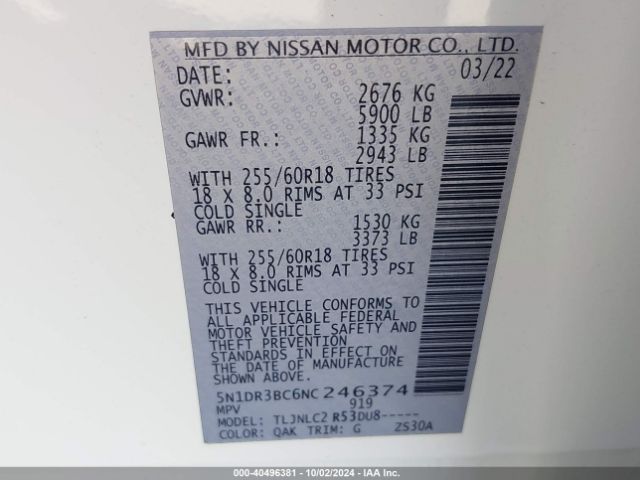 MFD BY NISSAN MOTOR CO., LTD.
DATE: 03/22
GVWR: 2676 KG
5900 LB
GAWR FR.: 1335 KG
2943 LB
WITH 255/60R18 TIRES
18 X 8.0 RIMS AT 33 PSI
COLD SINGLE
GAWR RR.: 1530 KG
3373 LB
WITH 255/60R18 TIRES
18 X 8.0 RIMS AT 33 PSI
COLD SINGLE
THIS VEHICLE CONFORMS TO
ALL APPLICABLE FEDERAL
MOTOR VEHICLE SAFETY AND
THEFT PREVENTION
STANDARDS IN EFFECT ON
THE DATE OF MANUFACTURE
SHOWN ABOVE.
5N1DR3BC6NC246374
MPV 919
MODEL: TLJNLC2 R53DU8-----
COLOR: QAK TRIM: G ZS30A
000-40496381 - 10/02/2024 - IAA Inc.